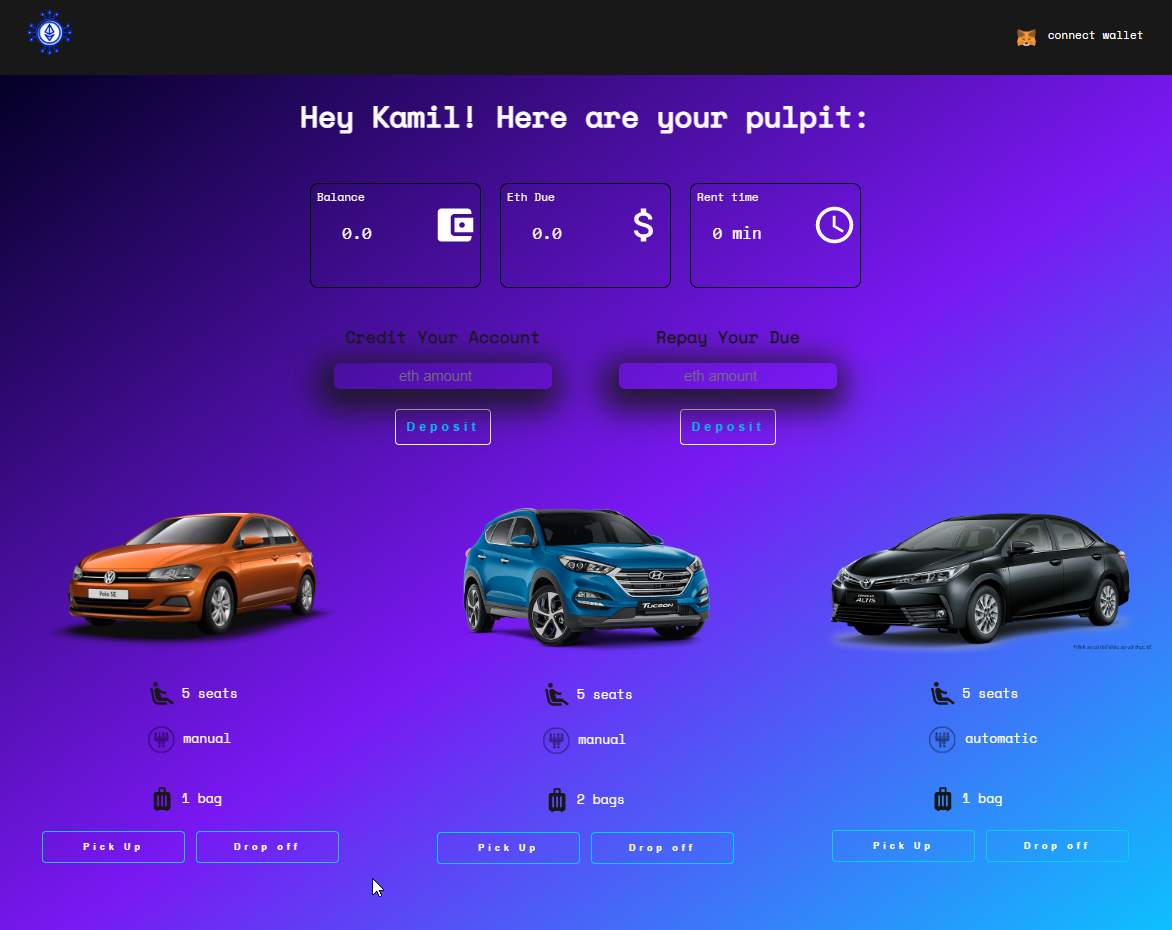 connect wallet
Hey Kamil! Here are your pulpit:
Balance
0.0
Eth Due
0.0
Rent time
0 min
Credit Your Account
eth amount
Deposit
Repay Your Due
eth amount
Deposit
Polo SE
TUCSON
ALTIS
5 seats
manual
1 bag
Pick Up
Drop off
5 seats
manual
2 bags
Pick Up
Drop off
5 seats
automatic
1 bag
Pick Up
Drop off